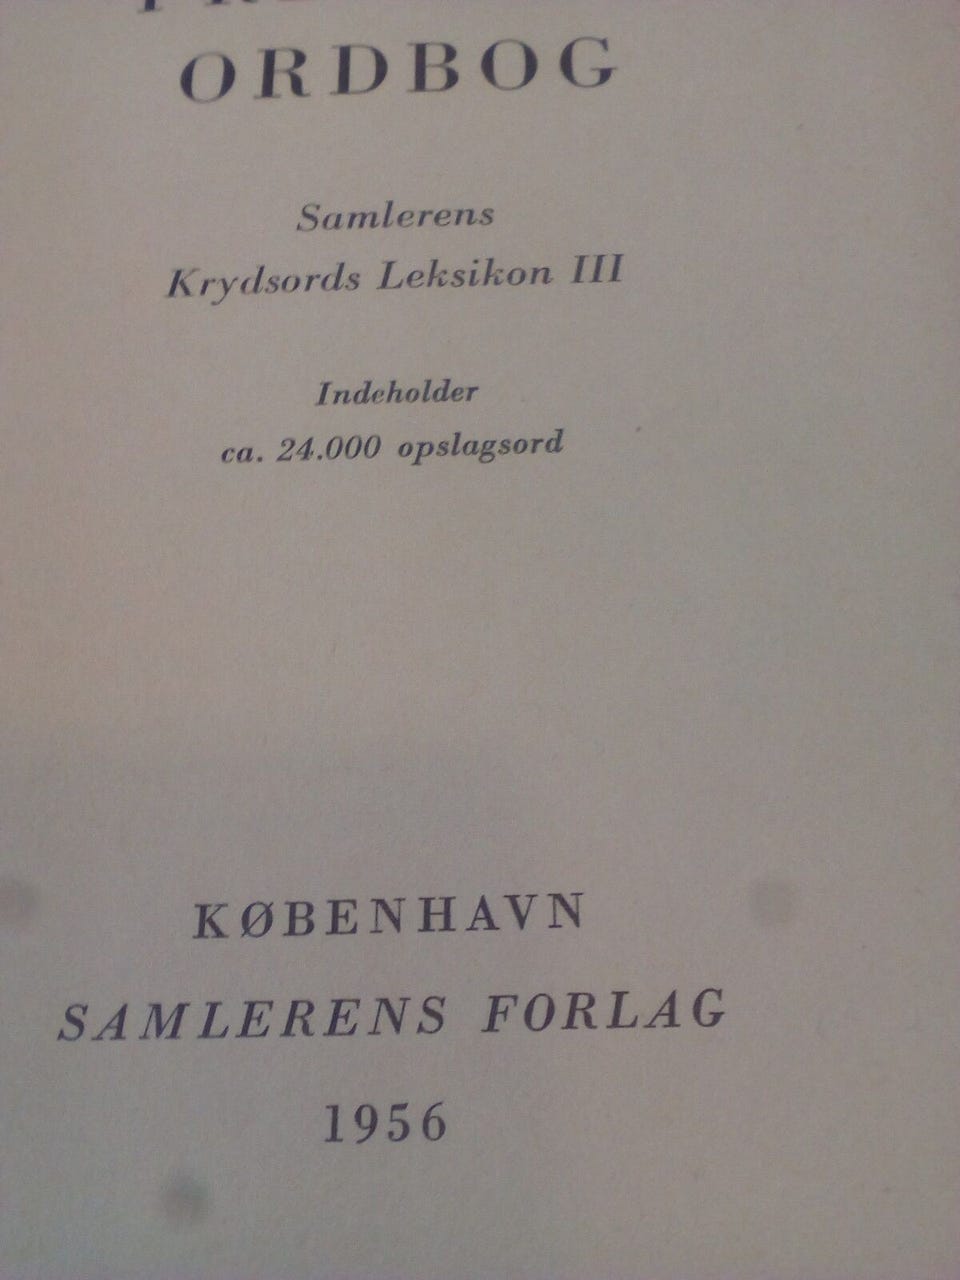 ORDBOG
Samlerens
Krydsords Leksikon III
Indeholder
ca. 24.000 opslagsord
KØBENHAVN
SAMLERENS FORLAG
1956